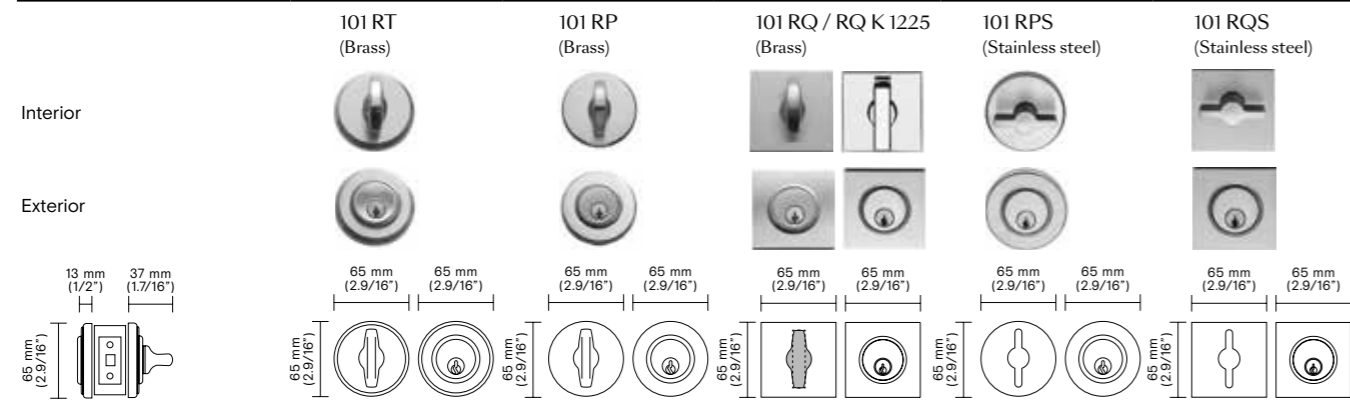 101 RT
(Brass)
101 RP
(Brass)
101 RQ / RQ K 1225
(Brass)
101 RPS
(Stainless steel)
101 RQS
(Stainless steel)
Interior
Exterior
13 mm
(1/2”)
37 mm
(1.7/16”)
65 mm
(2.9/16”)
65 mm
(2.9/16”)
65 mm
(2.9/16”)
65 mm
(2.9/16”)
65 mm
(2.9/16”)
65 mm
(2.9/16”)
65 mm
(2.9/16”)
65 mm
(2.9/16”)
65 mm
(2.9/16”)
65 mm
(2.9/16”)
65 mm
(2.9/16”)
65 mm
(2.9/16”)
65 mm
(2.9/16”)
65 mm
(2.9/16”)
65 mm
(2.9/16”)
65 mm
(2.9/16”)